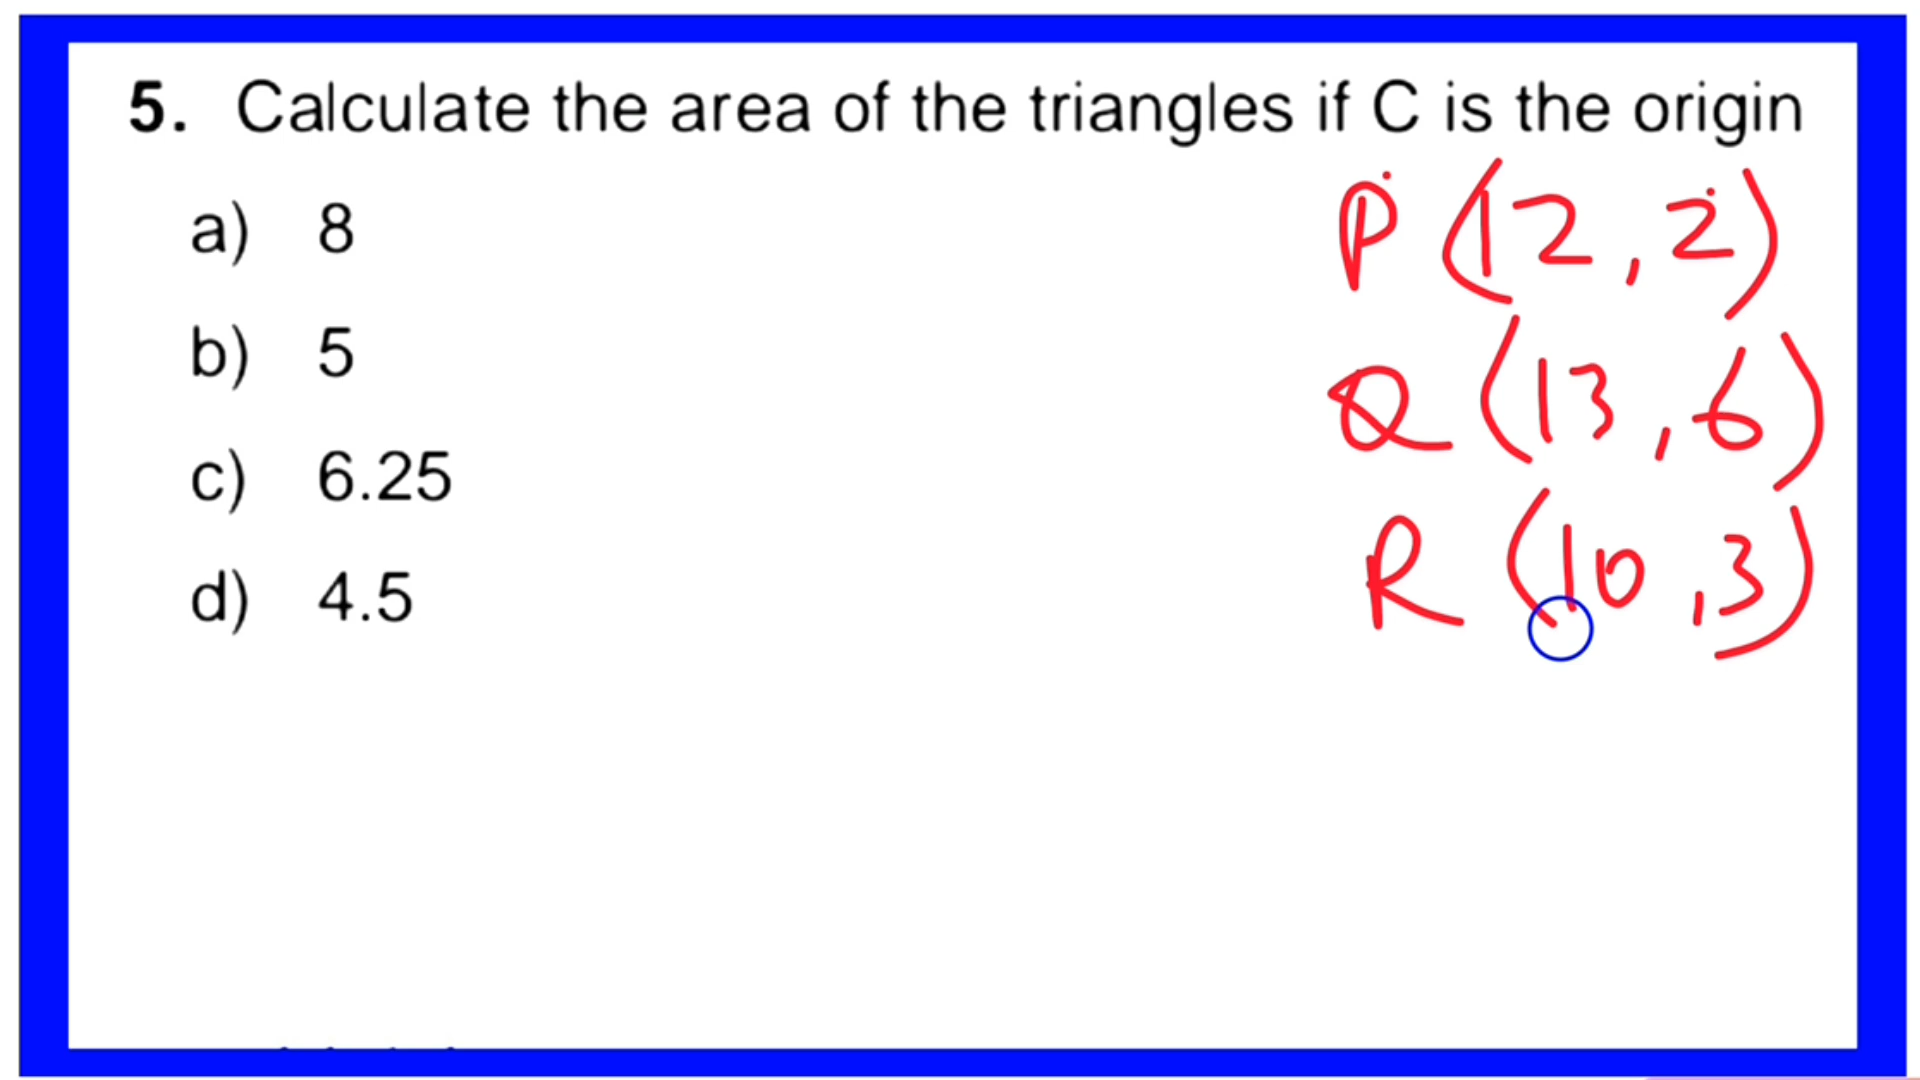 5. Calculate the area of the triangles if C is the origin
a) 8
b) 5
c) 6.25
d) 4.5
P (12, 2)
Q (13, 6)
R (10, 3)